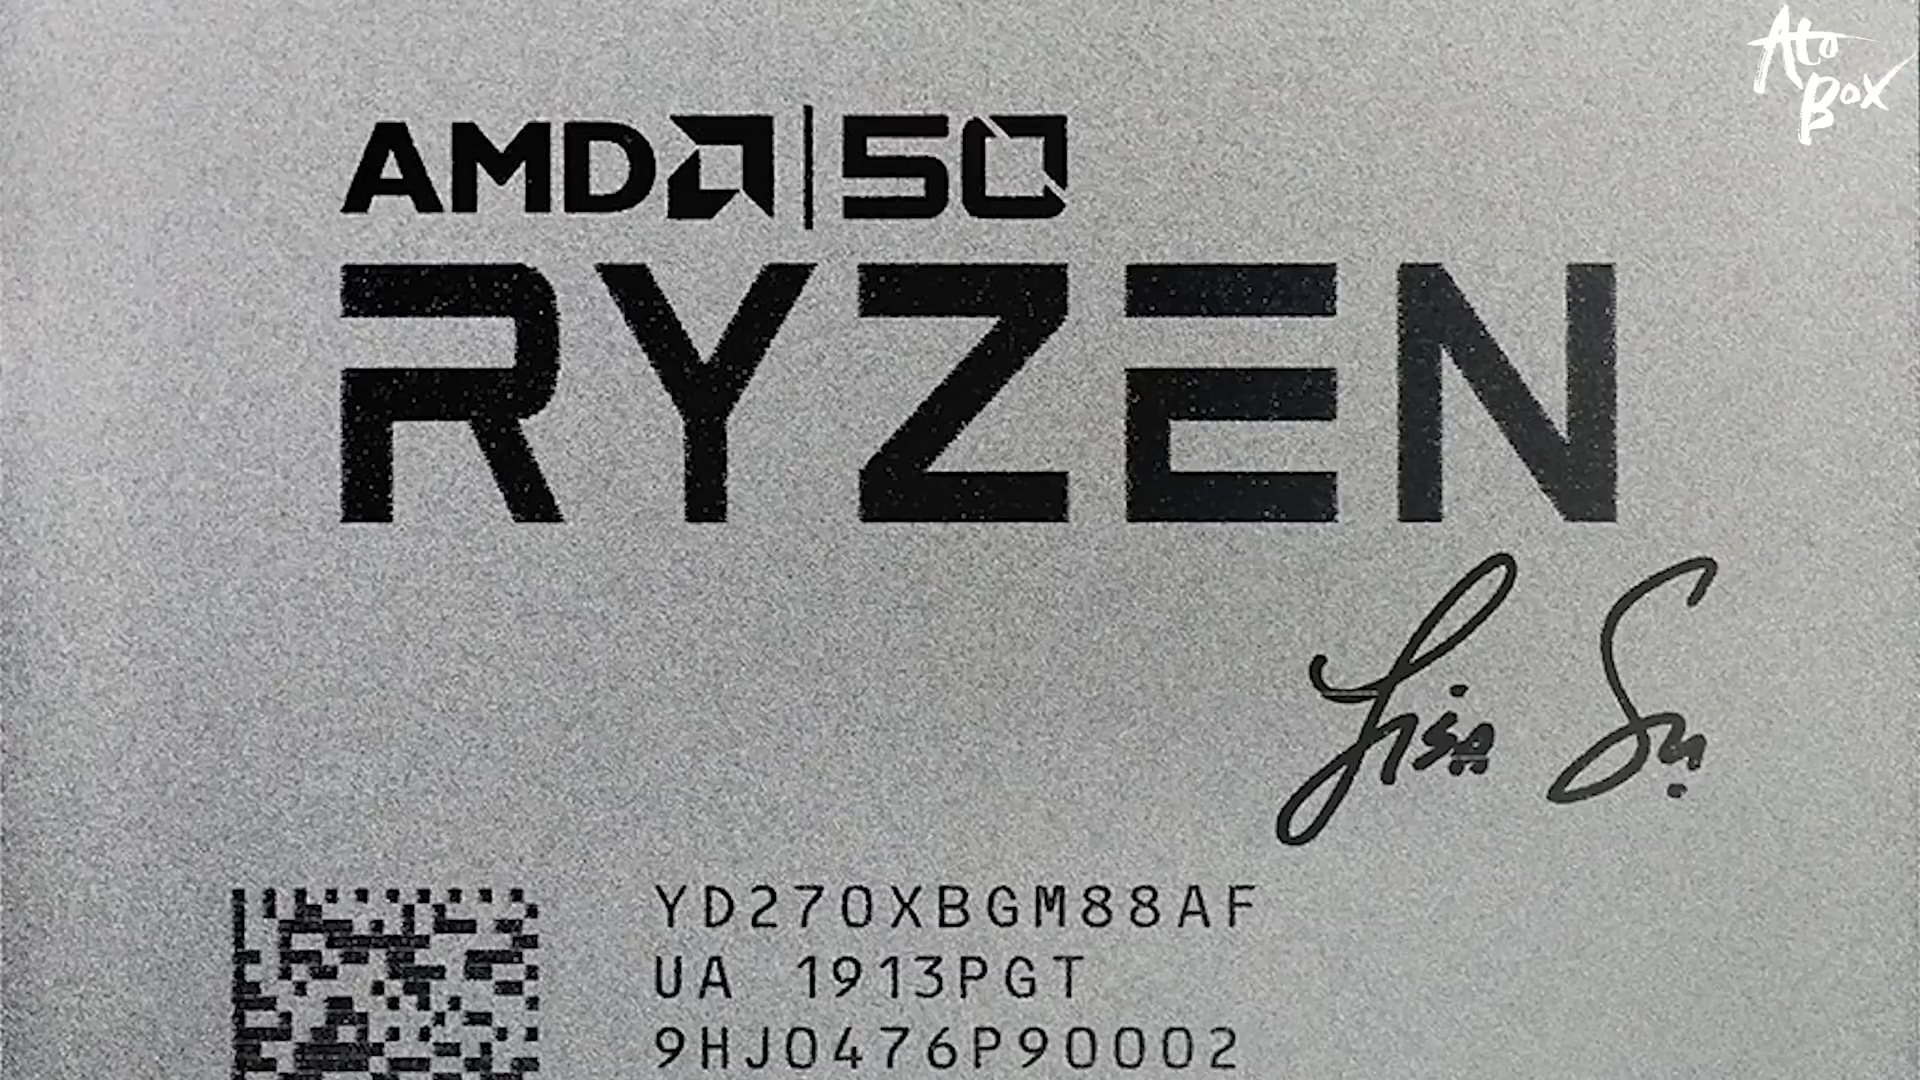 Ato
Box
AMD 50
RYZEN
Lisa Su
YD270XBGM88AF
UA 1913PGT
9HJ0476P90002